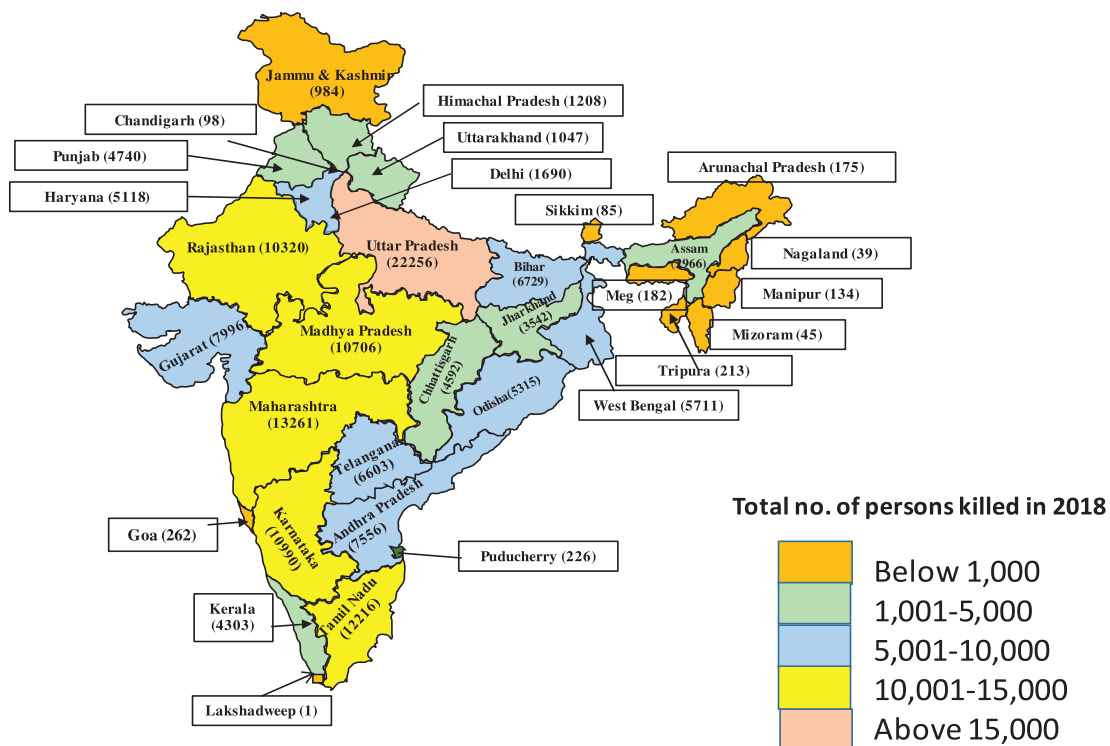 Jammu & Kashmir
(984)
Himachal Pradesh (1208)
Chandigarh (98)
Uttarakhand (1047)
Punjab (4740)
Arunachal Pradesh (175)
Delhi (1690)
Haryana (5118)
Sikkim (85)
Rajasthan (10320)
Uttar Pradesh
(22256)
Assam
Nagaland (39)
Bihar
(6729)
Meg (182)
Manipur (134)
Jharkhand
(3542)
Madhya Pradesh
(10706)
Gujarat (7996)
Mizoram (45)
Chhattisgarh
(4592)
Tripura (213)
Odisha(5315)
West Bengal (5711)
Maharashtra
(13261)
Telangana
(6603)
Andhra Pradesh
(7556)
Total no. of persons killed in 2018
Goa (262)
Karnataka
(10990)
Puducherry (226)
Below 1,000
Kerala
(4303)
Tamil Nadu
(12216)
1,001-5,000
5,001-10,000
10,001-15,000
Lakshadweep (1)
Above 15,000